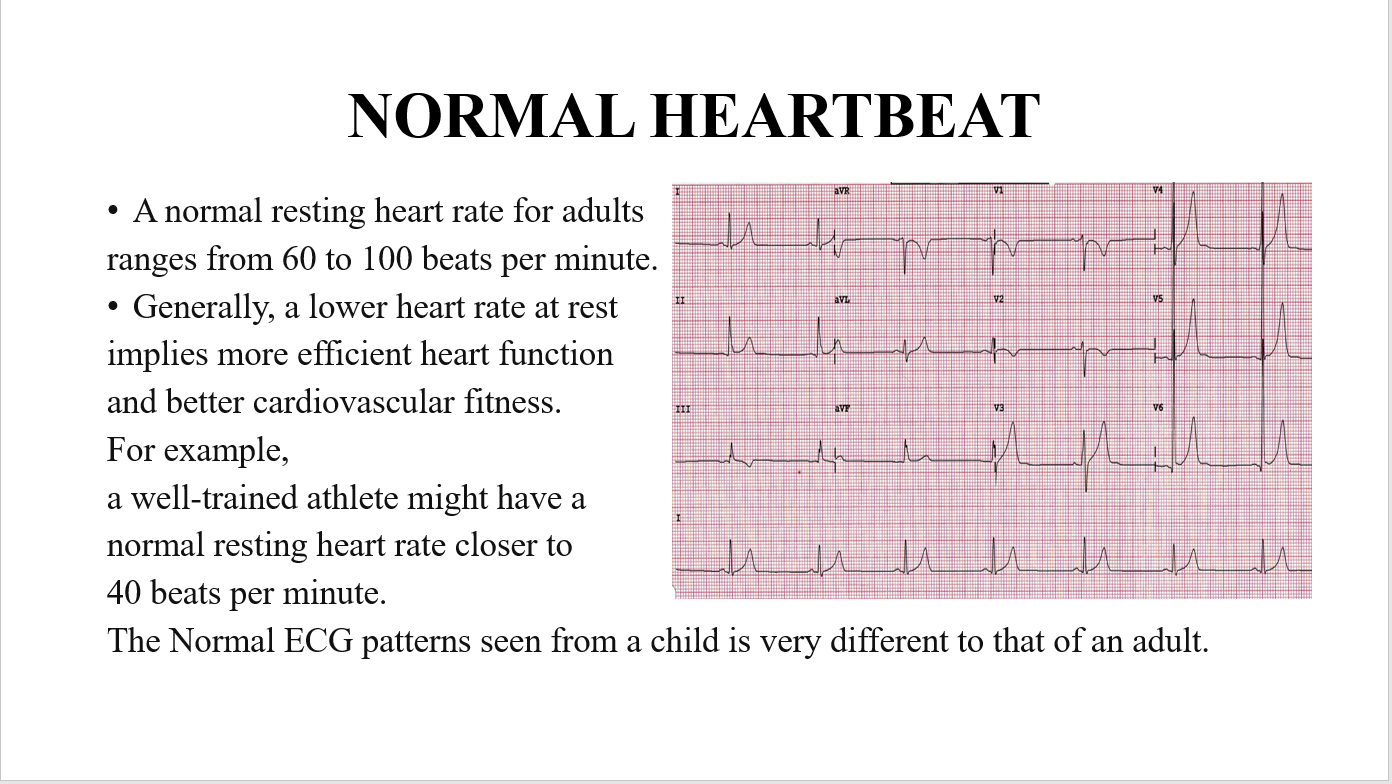 NORMAL HEARTBEAT
• A normal resting heart rate for adults
ranges from 60 to 100 beats per minute.
• Generally, a lower heart rate at rest
implies more efficient heart function
and better cardiovascular fitness.
For example,
a well-trained athlete might have a
normal resting heart rate closer to
40 beats per minute.
The Normal ECG patterns seen from a child is very different to that of an adult.
I aVR V1 V4
II aVL V2 V5
III aVF V3 V6
I